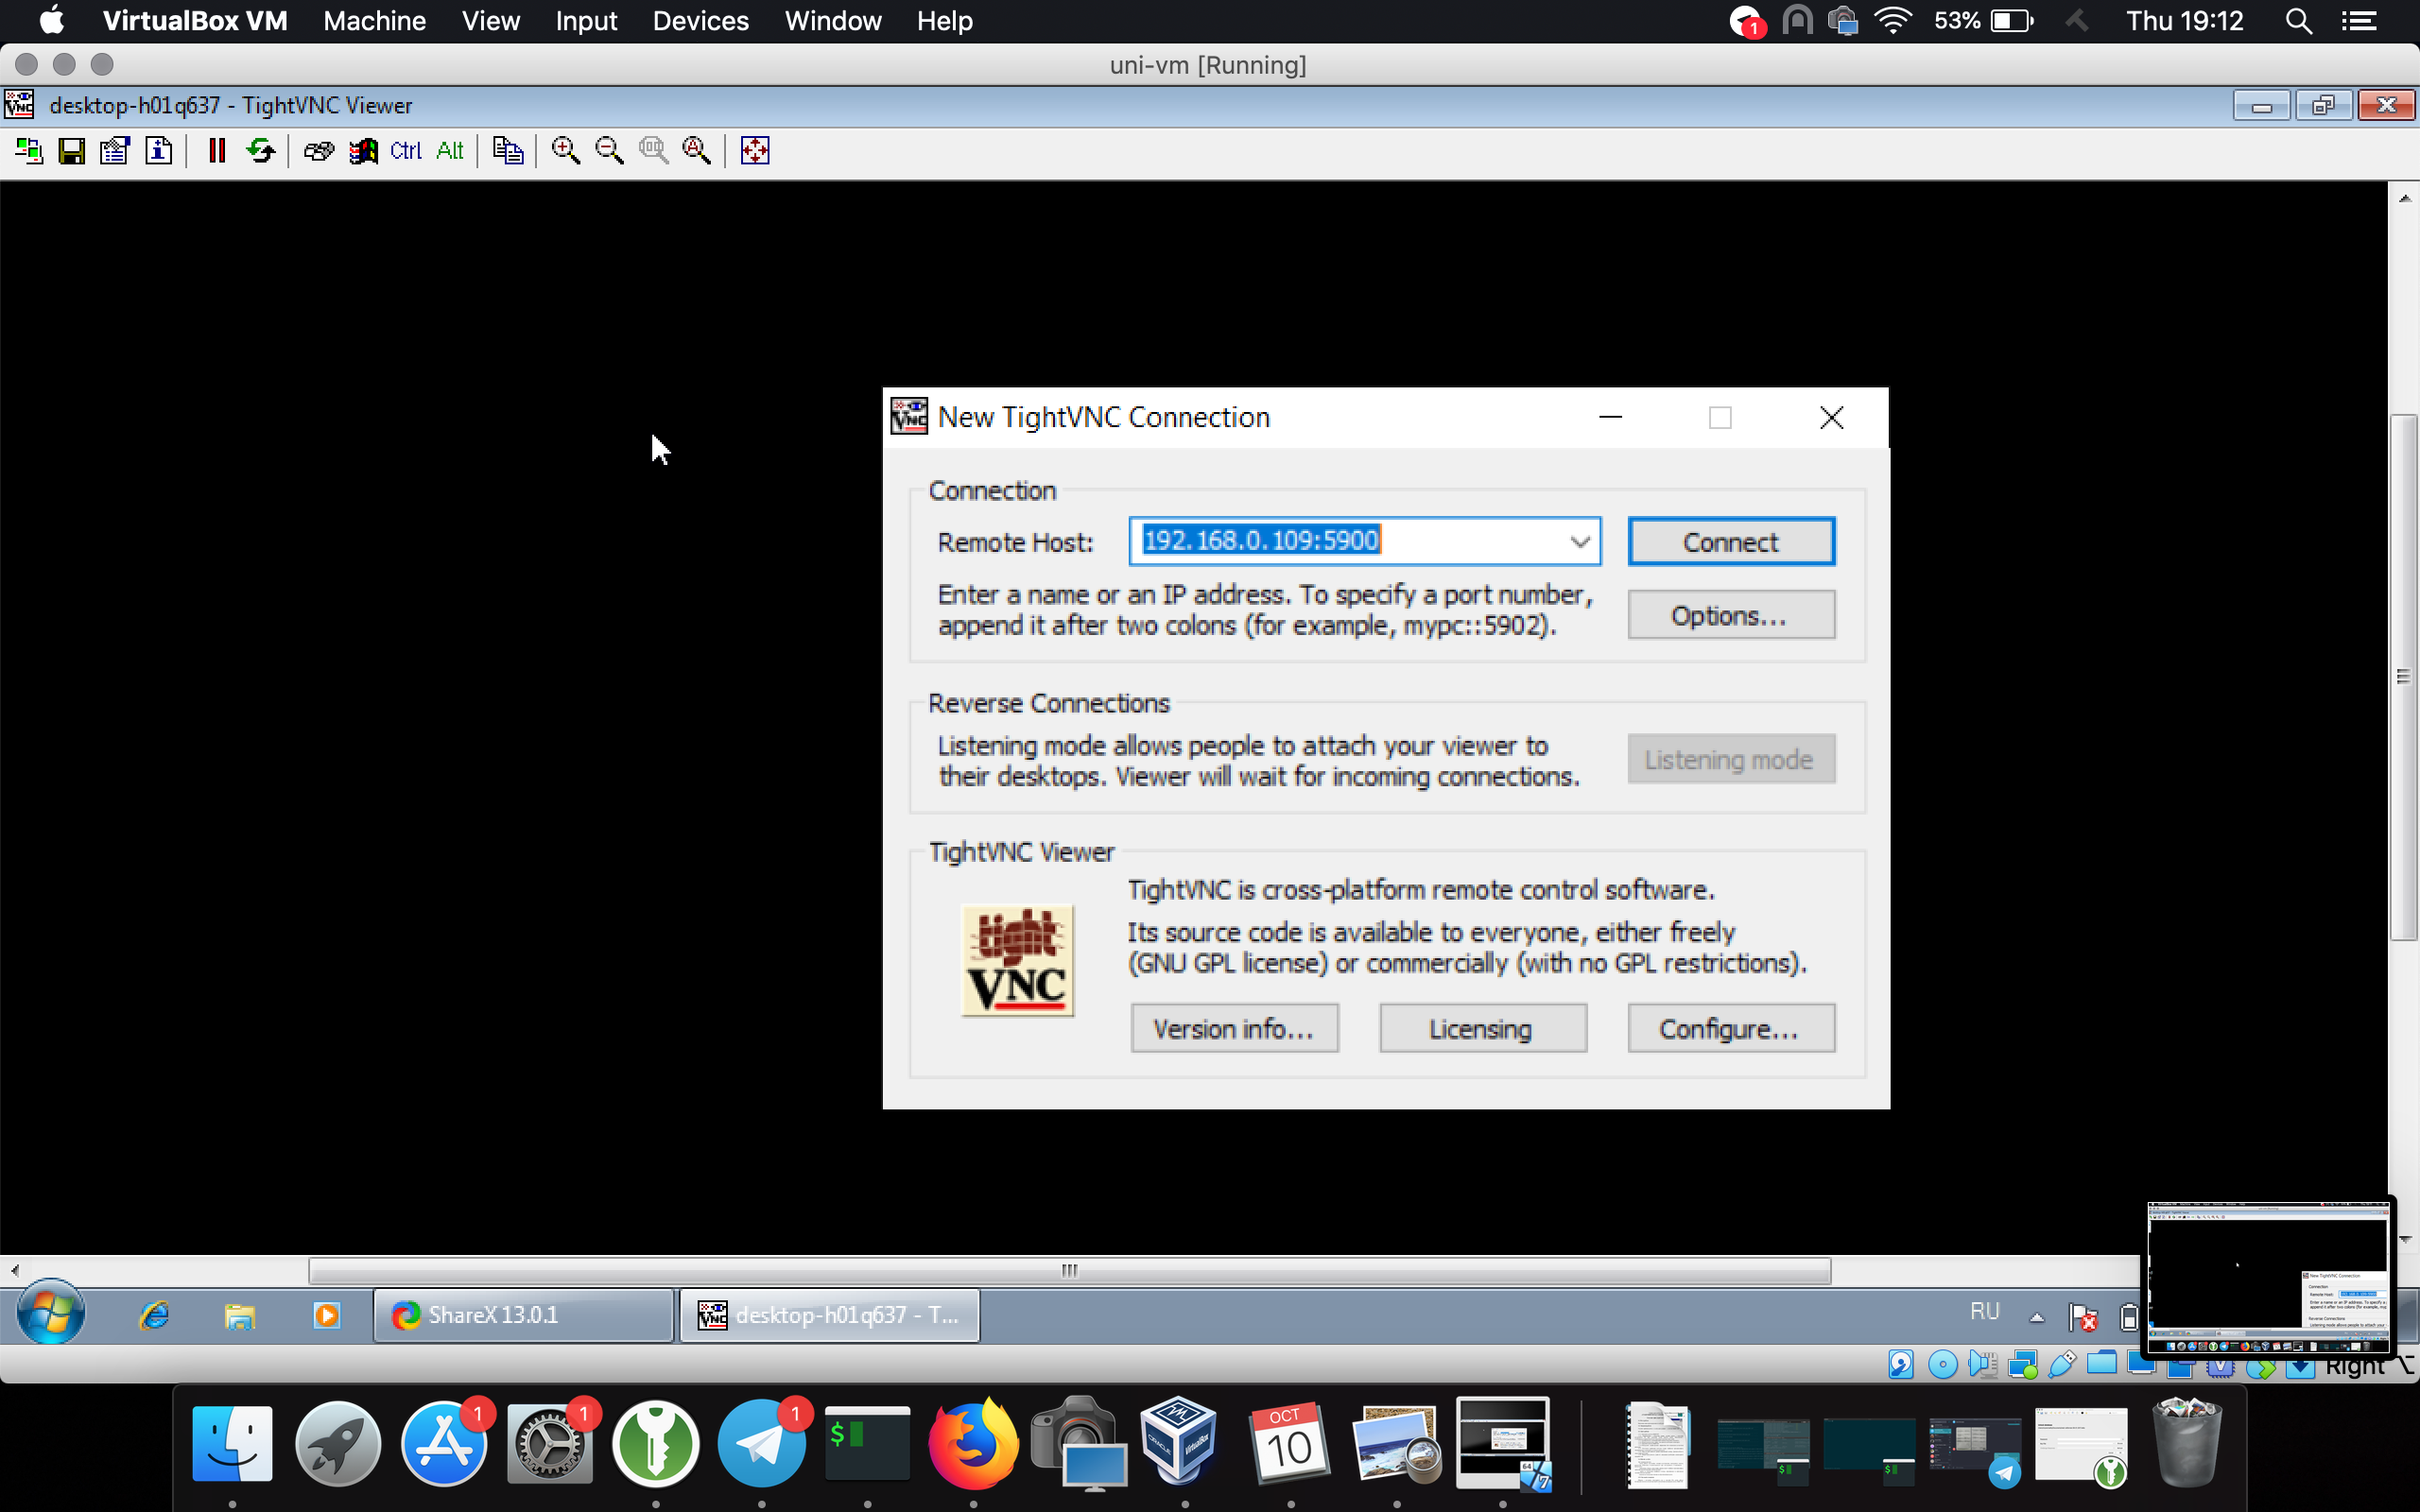 VirtualBox VM Machine View Input Devices Window Help 1 53% Thu 19:12
uni-vm [Running]
desktop-h01q637 - TightVNC Viewer
Ctrl Alt
New TightVNC Connection
Connection
Remote Host: 192.168.0.109:5900 Connect
Enter a name or an IP address. To specify a port number,
append it after two colons (for example, mypc::5902).
Options...
Reverse Connections
Listening mode allows people to attach your viewer to
their desktops. Viewer will wait for incoming connections.
Listening mode
TightVNC Viewer
TightVNC is cross-platform remote control software.
Its source code is available to everyone, either freely
(GNU GPL license) or commercially (with no GPL restrictions).
tight
VNC
Version info... Licensing Configure...
ShareX 13.0.1 desktop-h01q637 - T... RU
Right ⌥
1 1 1 $ OCT
10